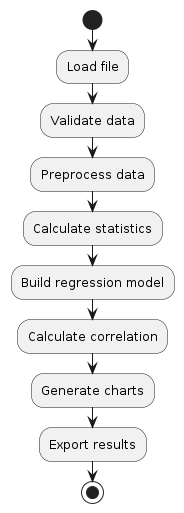 Load file
Validate data
Preprocess data
Calculate statistics
Build regression model
Calculate correlation
Generate charts
Export results